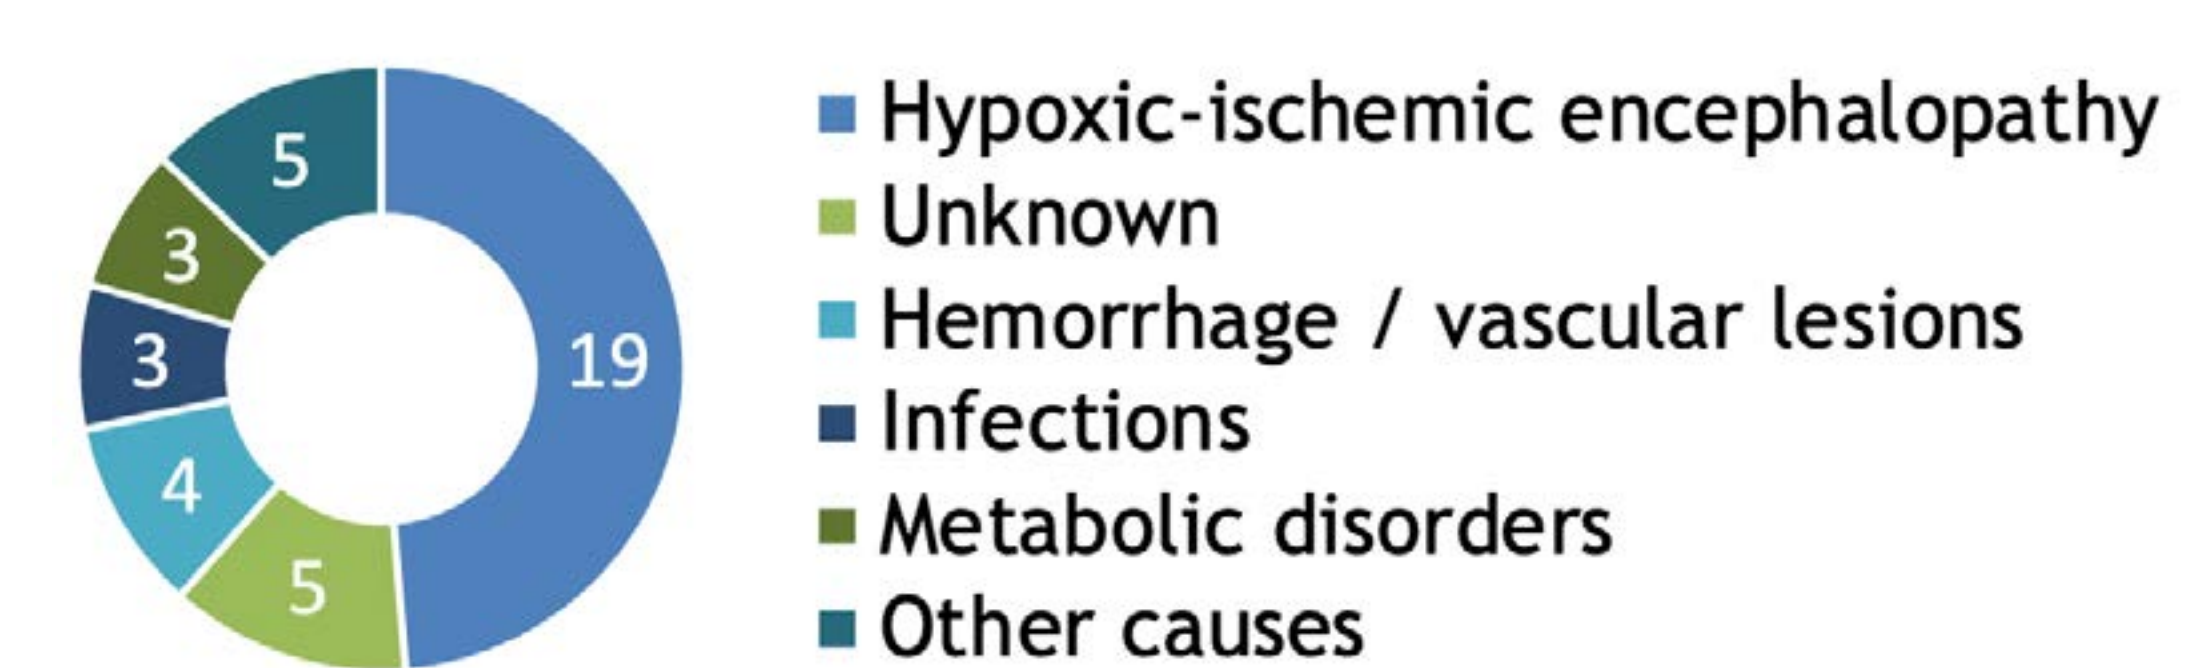 5
3
3
4
5
19
Hypoxic-ischemic encephalopathy
Unknown
Hemorrhage / vascular lesions
Infections
Metabolic disorders
Other causes